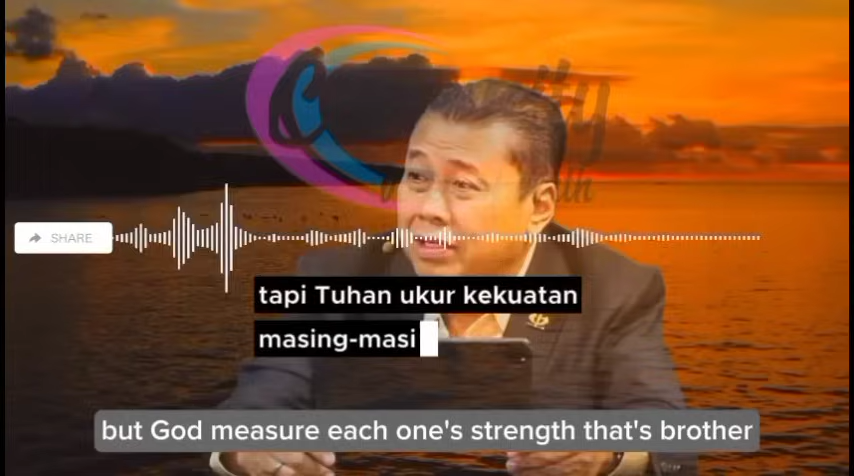 SHARE
tapi Tuhan ukur kekuatan
masing-masi
but God measure each one's strength that's brother